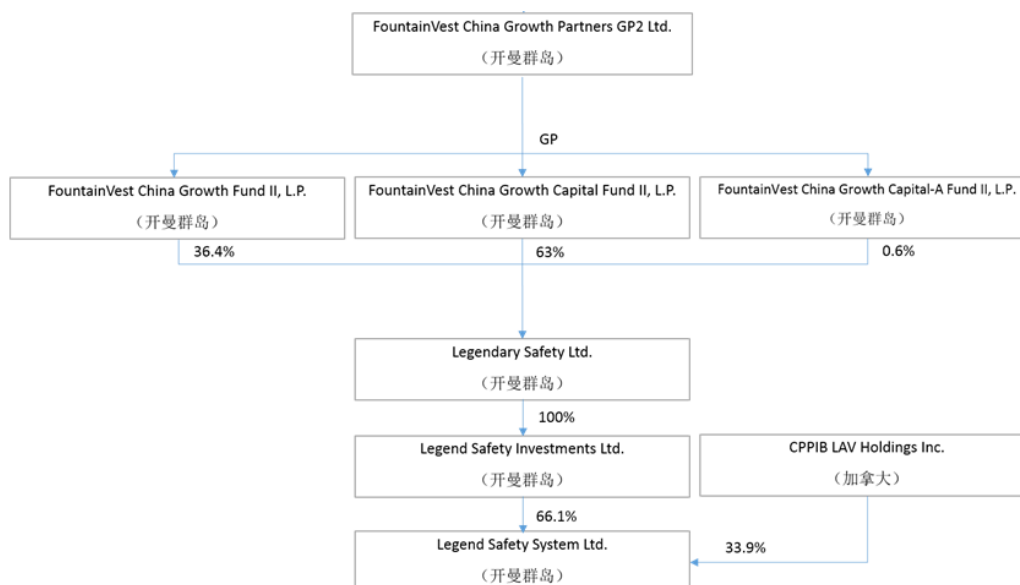 FountainVest China Growth Partners GP2 Ltd.
（开曼群岛）
GP
FountainVest China Growth Fund II, L.P.
（开曼群岛）
FountainVest China Growth Capital Fund II, L.P.
（开曼群岛）
FountainVest China Growth Capital-A Fund II, L.P.
（开曼群岛）
36.4%
63%
0.6%
Legendary Safety Ltd.
（开曼群岛）
100%
Legend Safety Investments Ltd.
（开曼群岛）
CPPIB LAV Holdings Inc.
（加拿大）
66.1%
33.9%
Legend Safety System Ltd.
（开曼群岛）